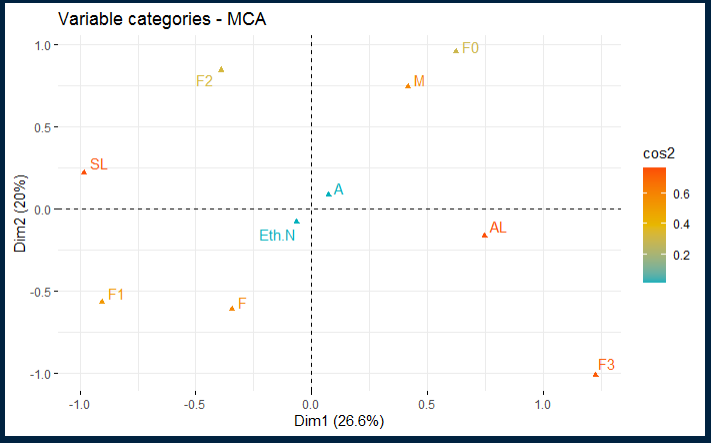 Variable categories - MCA
1.0
0.5
0.0
-0.5
-1.0
Dim2 (20%)
F0
F2
M
SL
A
Eth.N
AL
F1
F
F3
-1.0
-0.5
0.0
0.5
1.0
Dim1 (26.6%)
cos2
0.6
0.4
0.2